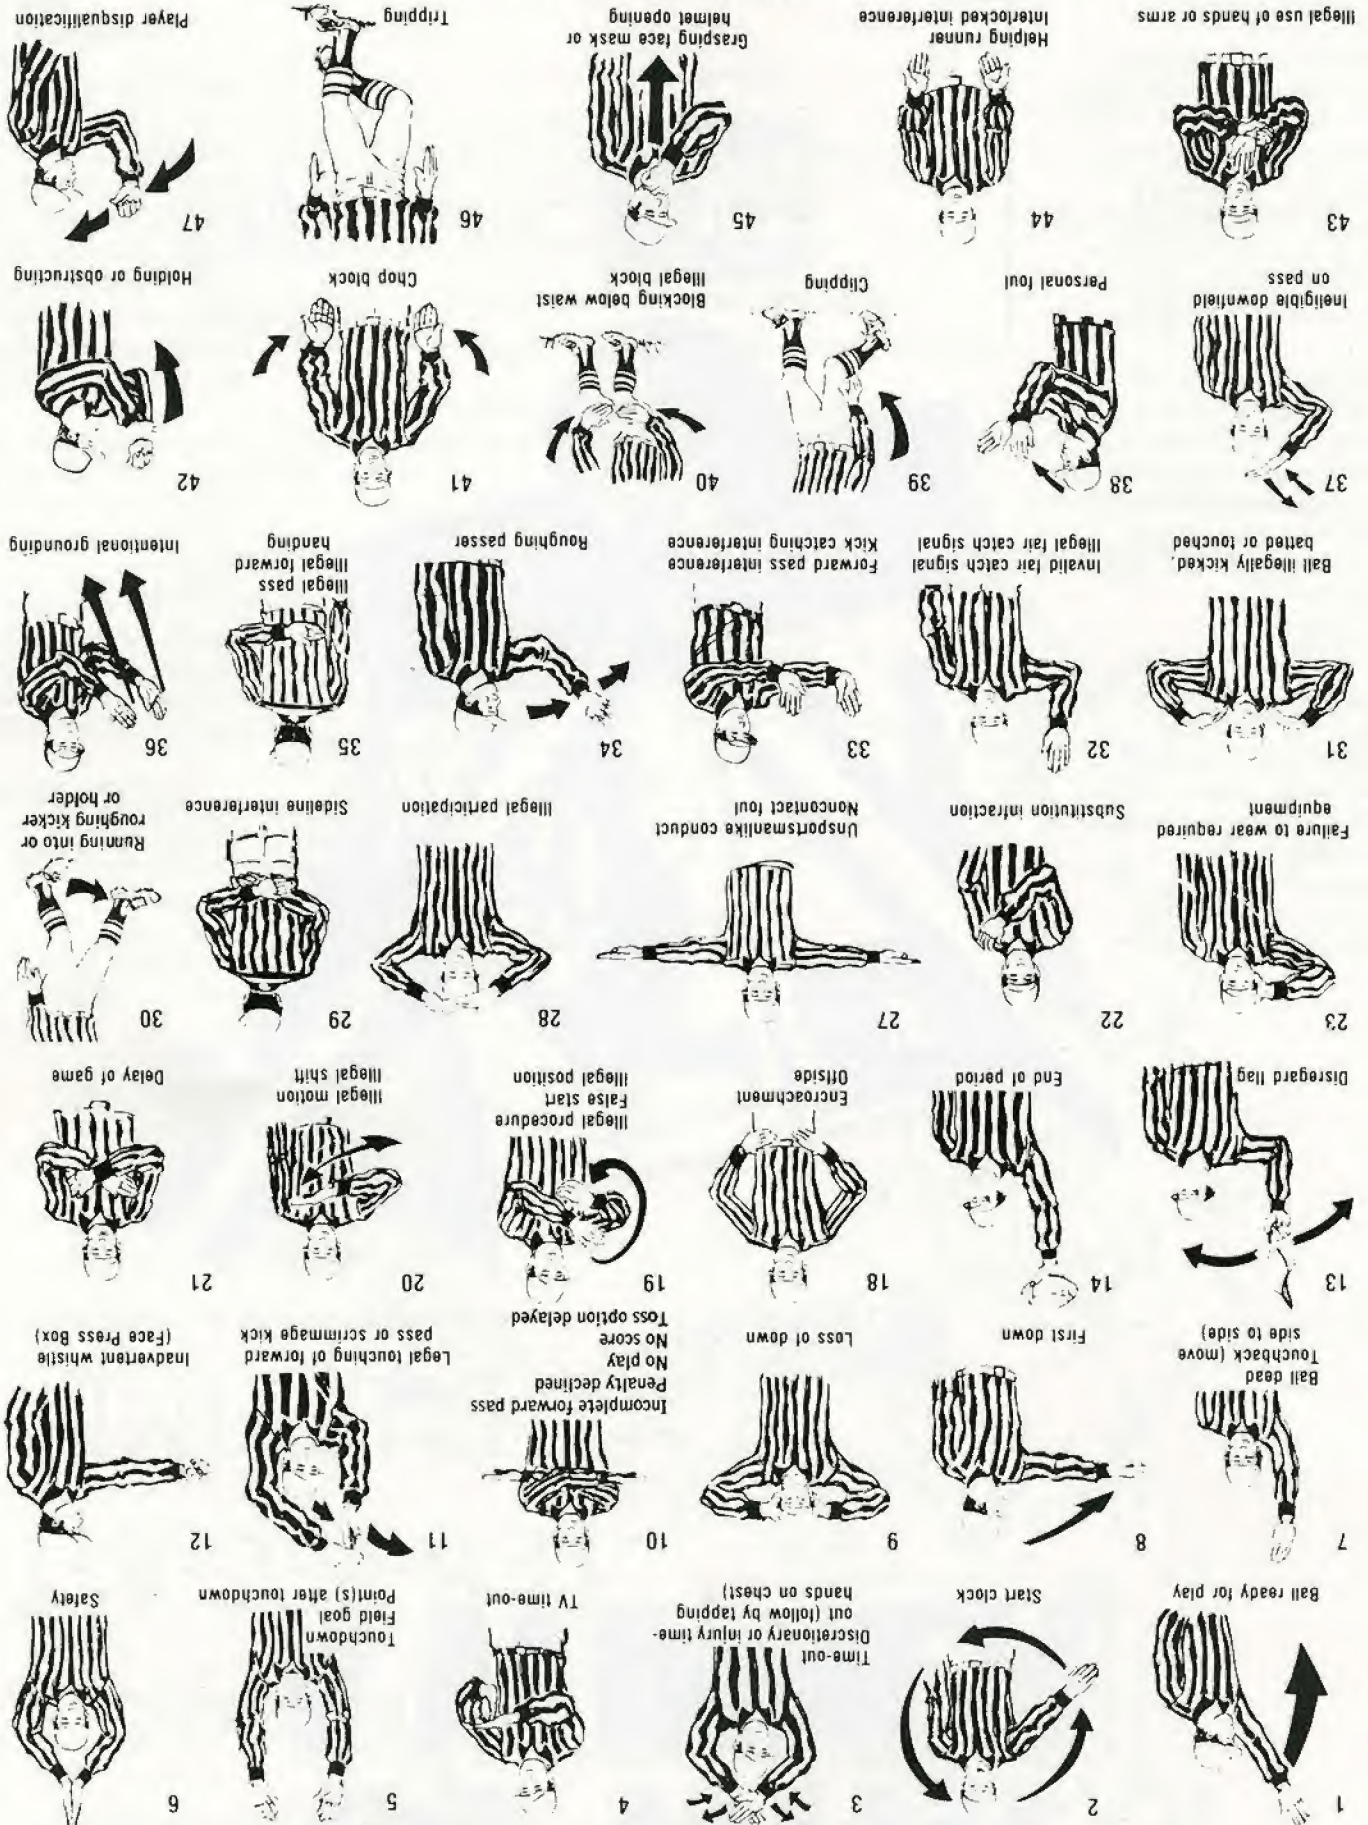 1
Ball ready for play
2
Start clock
3
Time-out
Discretionary or injury time-
out (follow by tapping
hands on chest)
4
TV time-out
5
Touchdown
Field goal
Point(s) after touchdown
6
Safety
7
Ball dead
Touchback (move
side to side)
8
First down
9
Loss of down
10
Incomplete forward pass
Penalty declined
No play
No score
Toss option delayed
11
Legal touching of forward
pass or scrimmage kick
12
Inadvertent whistle
(Face Press Box)
13
Disregard flag
14
End of period
18
Encroachment
Offside
19
Illegal procedure
False start
Illegal position
20
Illegal motion
Illegal shift
21
Delay of game
23
Failure to wear required
equipment
22
Substitution infraction
27
Unsportsmanlike conduct
Noncontact foul
28
Illegal participation
29
Sideline interference
30
Running into or
roughing kicker
or holder
31
Ball illegally kicked,
batted or touched
32
Invalid fair catch signal
Illegal fair catch signal
33
Forward pass interference
Kick catching interference
34
Roughing passer
35
Illegal pass
Illegal forward
handing
36
Intentional grounding
37
Ineligible downfield
on pass
38
Personal foul
39
Clipping
40
Blocking below waist
Illegal block
41
Chop block
42
Holding or obstructing
43
Illegal use of hands or arms
44
Helping runner
Interlocked interference
45
Grasping face mask or
helmet opening
46
Tripping
47
Player disqualification